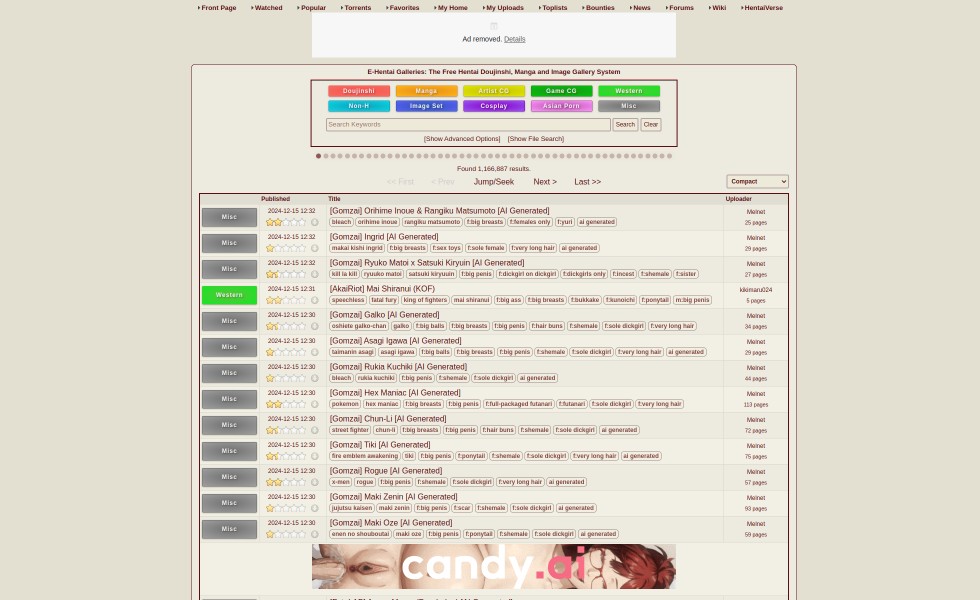 Front Page Watched Popular Torrents Favorites My Home My Uploads Toplists Bounties News Forums Wiki HentaiVerse
Ad removed. Details
E-Hentai Galleries: The Free Hentai Doujinshi, Manga and Image Gallery System
Doujinshi Manga Artist CG Game CG Western
Non-H Image Set Cosplay Asian Porn Misc
Search Keywords Search Clear
[Show Advanced Options] [Show File Search]
Found 1,166,887 results.
<< First < Prev Jump/Seek Next > Last >> Compact
Published Title Uploader
Misc 2024-12-15 12:32 [Gomzai] Orihime Inoue & Rangiku Matsumoto [AI Generated] Melnet
bleach orihime inoue rangiku matsumoto f:big breasts f:females only f:yuri ai generated 25 pages
Misc 2024-12-15 12:32 [Gomzai] Ingrid [AI Generated] Melnet
makai kishi ingrid f:big breasts f:sex toys f:sole female f:very long hair ai generated 29 pages
Misc 2024-12-15 12:32 [Gomzai] Ryuko Matoi x Satsuki Kiryuin [AI Generated] Melnet
kill la kill ryuuko matoi satsuki kiryuuin f:big penis f:dickgirl on dickgirl f:dickgirls only f:incest f:shemale f:sister 27 pages
Western 2024-12-15 12:31 [AkaiRiot] Mai Shiranui (KOF) kikimaru024
speechless fatal fury king of fighters mai shiranui f:big ass f:big breasts f:bukkake f:kunoichi f:ponytail m:big penis 5 pages
Misc 2024-12-15 12:30 [Gomzai] Galko [AI Generated] Melnet
oshiete galko-chan galko f:big balls f:big breasts f:big penis f:hair buns f:shemale f:sole dickgirl f:very long hair 34 pages
Misc 2024-12-15 12:30 [Gomzai] Asagi Igawa [AI Generated] Melnet
taimanin asagi asagi igawa f:big balls f:big breasts f:big penis f:shemale f:sole dickgirl f:very long hair ai generated 29 pages
Misc 2024-12-15 12:30 [Gomzai] Rukia Kuchiki [AI Generated] Melnet
bleach rukia kuchiki f:big penis f:shemale f:sole dickgirl ai generated 44 pages
Misc 2024-12-15 12:30 [Gomzai] Hex Maniac [AI Generated] Melnet
pokemon hex maniac f:big breasts f:big penis f:full-packaged futanari f:futanari f:sole dickgirl f:very long hair 113 pages
Misc 2024-12-15 12:30 [Gomzai] Chun-Li [AI Generated] Melnet
street fighter chun-li f:big breasts f:big penis f:hair buns f:shemale f:sole dickgirl ai generated 72 pages
Misc 2024-12-15 12:30 [Gomzai] Tiki [AI Generated] Melnet
fire emblem awakening tiki f:big penis f:ponytail f:shemale f:sole dickgirl f:very long hair ai generated 75 pages
Misc 2024-12-15 12:30 [Gomzai] Rogue [AI Generated] Melnet
x-men rogue f:big penis f:shemale f:sole dickgirl f:very long hair ai generated 57 pages
Misc 2024-12-15 12:30 [Gomzai] Maki Zenin [AI Generated] Melnet
jujutsu kaisen maki zenin f:big penis f:scar f:shemale f:sole dickgirl ai generated 93 pages
Misc 2024-12-15 12:30 [Gomzai] Maki Oze [AI Generated] Melnet
enen no shouboutai maki oze f:big penis f:ponytail f:shemale f:sole dickgirl ai generated 59 pages
candy.ai